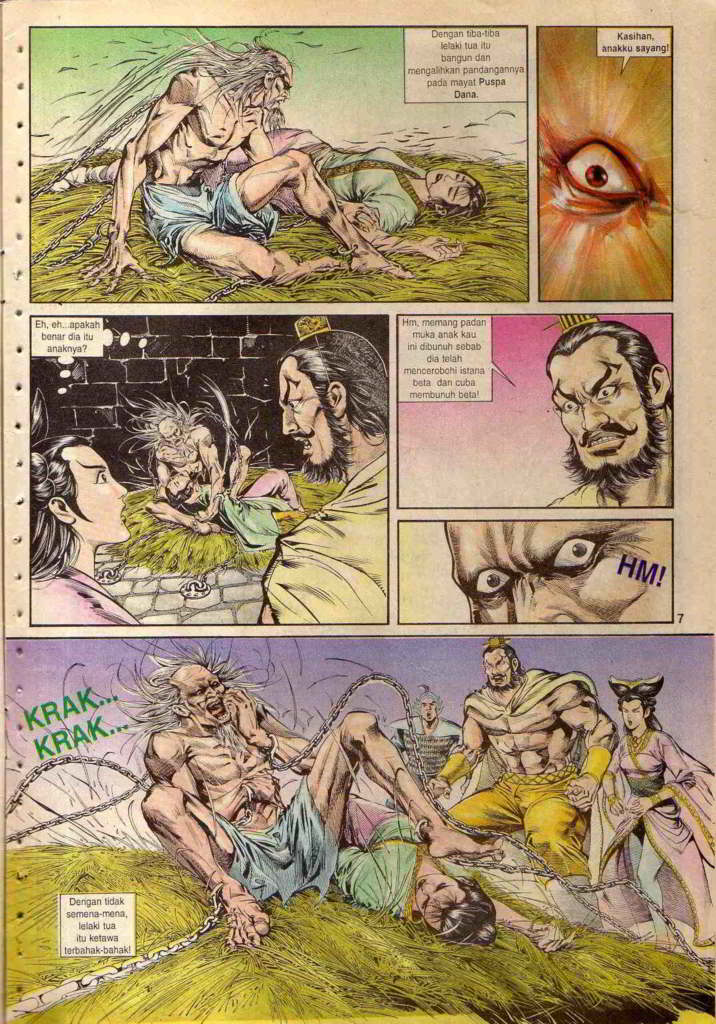 Dengan tiba-tiba
lelaki tua itu
bangun dan
mengalihkan pandangannya
pada mayat Puspa
Dana.
Kasihan,
anakku sayang!
Eh, eh...apakah
benar dia itu
anaknya?
Hm, memang padan
muka anak kau
ini dibunuh sebab
dia telah
mencerobohi istana
beta dan cuba
membunuh beta!
HM!
7
KRAK...
KRAK...
Dengan tidak
semena-mena,
lelaki tua
itu ketawa
terbahak-bahak!